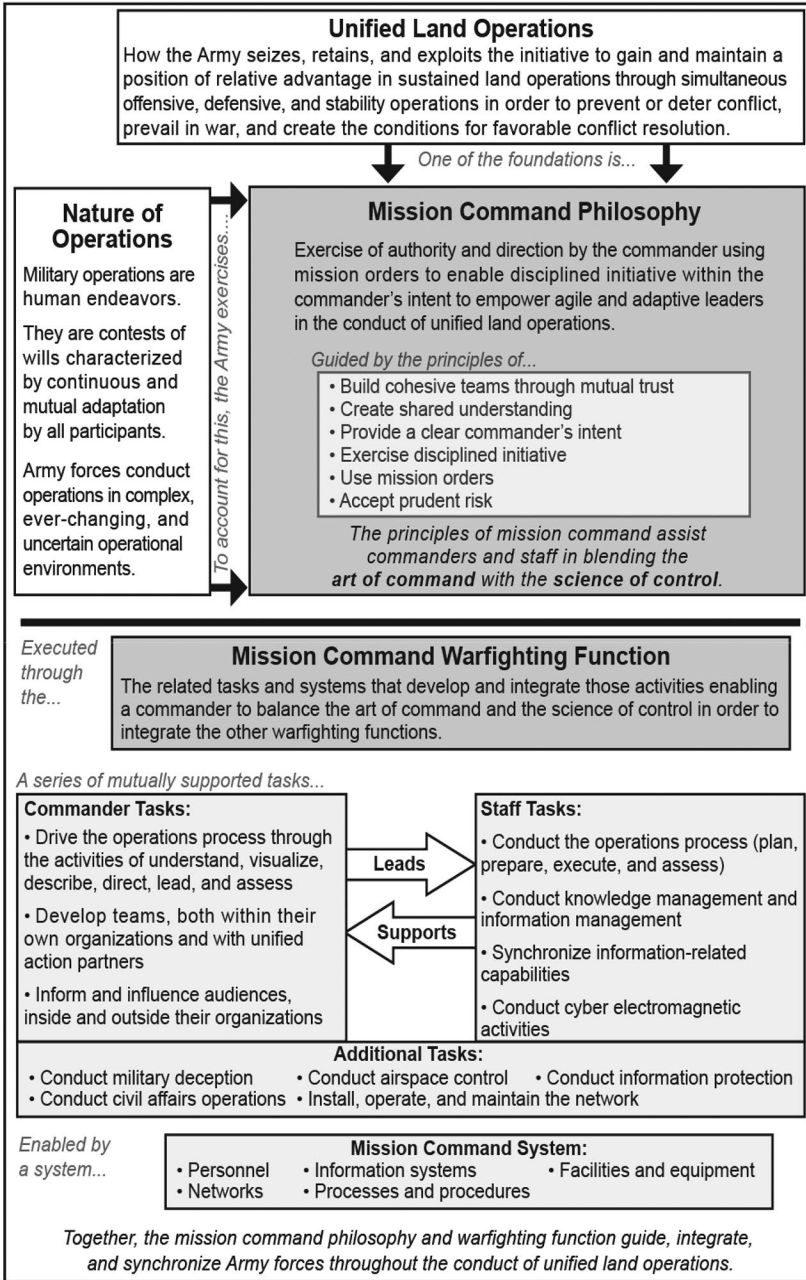 Unified Land Operations
How the Army seizes, retains, and exploits the initiative to gain and maintain a
position of relative advantage in sustained land operations through simultaneous
offensive, defensive, and stability operations in order to prevent or deter conflict,
prevail in war, and create the conditions for favorable conflict resolution.
One of the foundations is...
Nature of
Operations
Military operations are
human endeavors.
They are contests of
wills characterized
by continuous and
mutual adaptation
by all participants.
Army forces conduct
operations in complex,
ever-changing, and
uncertain operational
environments.
To account for this, the Army exercises....
Mission Command Philosophy
Exercise of authority and direction by the commander using
mission orders to enable disciplined initiative within the
commander's intent to empower agile and adaptive leaders
in the conduct of unified land operations.
Guided by the principles of...
• Build cohesive teams through mutual trust
• Create shared understanding
• Provide a clear commander's intent
• Exercise disciplined initiative
• Use mission orders
• Accept prudent risk
The principles of mission command assist
commanders and staff in blending the
art of command with the science of control.
Executed
through
the...
Mission Command Warfighting Function
The related tasks and systems that develop and integrate those activities enabling
a commander to balance the art of command and the science of control in order to
integrate the other warfighting functions.
A series of mutually supported tasks...
Commander Tasks:
• Drive the operations process through
the activities of understand, visualize,
describe, direct, lead, and assess
• Develop teams, both within their
own organizations and with unified
action partners
• Inform and influence audiences,
inside and outside their organizations
Leads
Supports
Staff Tasks:
• Conduct the operations process (plan,
prepare, execute, and assess)
• Conduct knowledge management and
information management
• Synchronize information-related
capabilities
• Conduct cyber electromagnetic
activities
Additional Tasks:
• Conduct military deception • Conduct airspace control • Conduct information protection
• Conduct civil affairs operations • Install, operate, and maintain the network
Enabled by
a system...
Mission Command System:
• Personnel • Information systems • Facilities and equipment
• Networks • Processes and procedures
Together, the mission command philosophy and warfighting function guide, integrate,
and synchronize Army forces throughout the conduct of unified land operations.